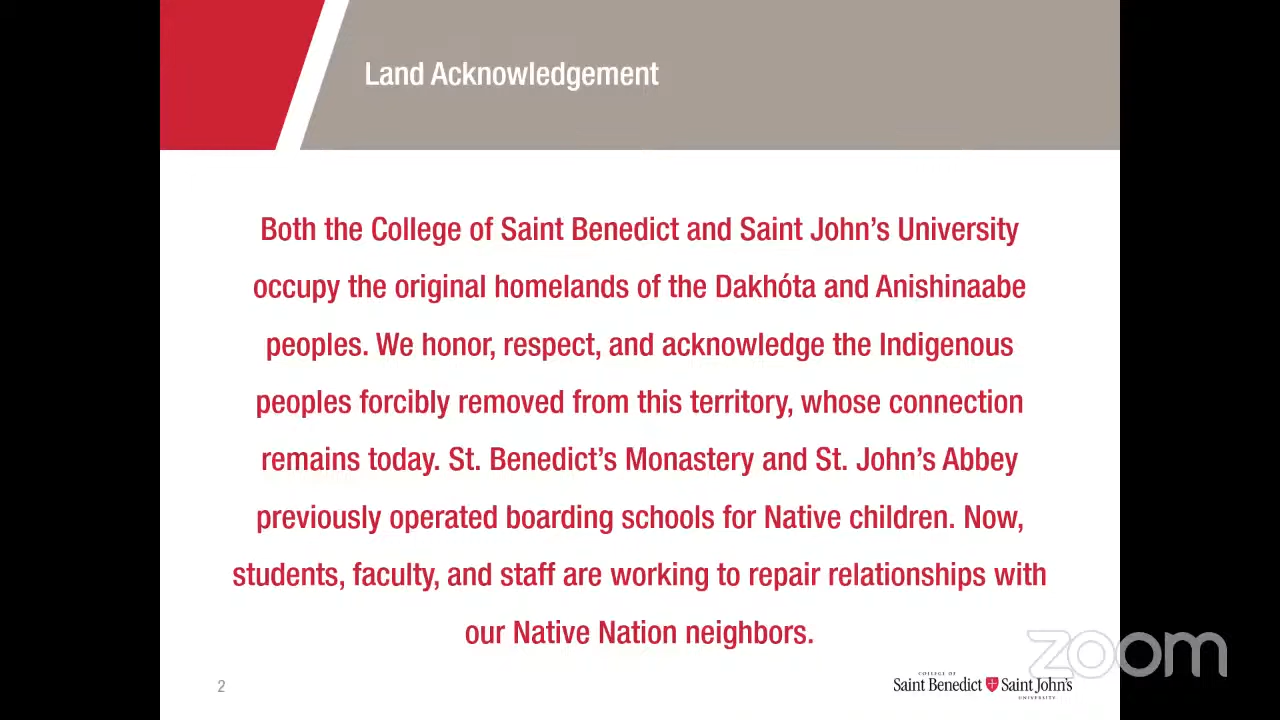 Land Acknowledgement
Both the College of Saint Benedict and Saint John's University
occupy the original homelands of the Dakhóta and Anishinaabe
peoples. We honor, respect, and acknowledge the Indigenous
peoples forcibly removed from this territory, whose connection
remains today. St. Benedict's Monastery and St. John's Abbey
previously operated boarding schools for Native children. Now,
students, faculty, and staff are working to repair relationships with
our Native Nation neighbors.
zoom
2
COLLEGE OF
Saint Benedict Saint John's
UNIVERSITY